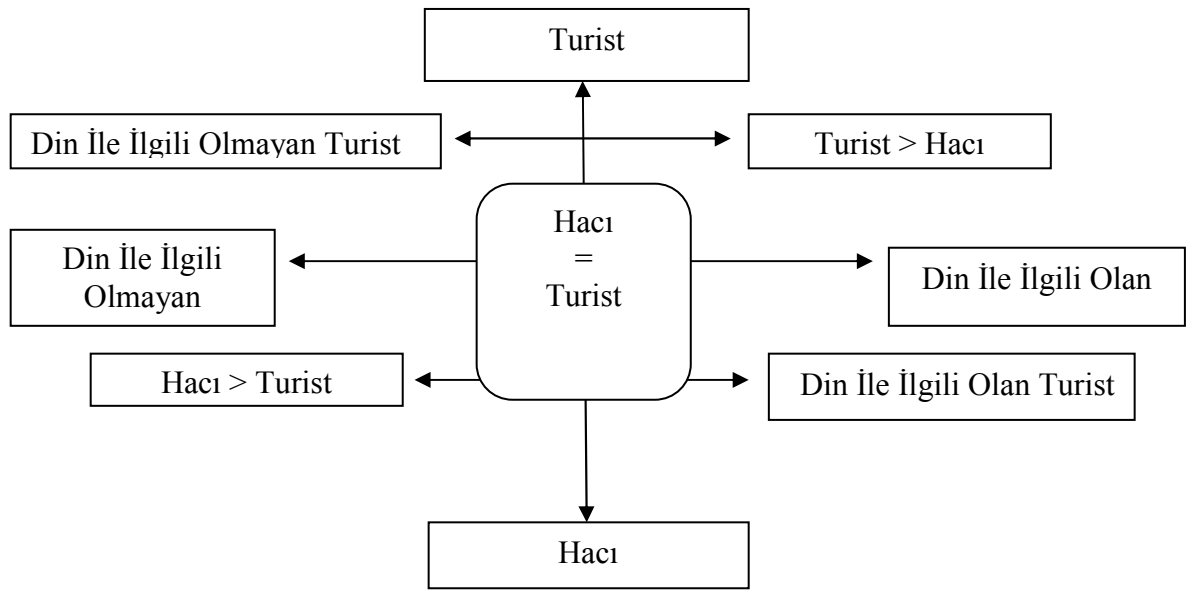 Turist
Din İle İlgili Olmayan Turist
Turist > Hacı
Hacı
=
Turist
Din İle İlgili
Olmayan
Din İle İlgili Olan
Hacı > Turist
Din İle İlgili Olan Turist
Hacı